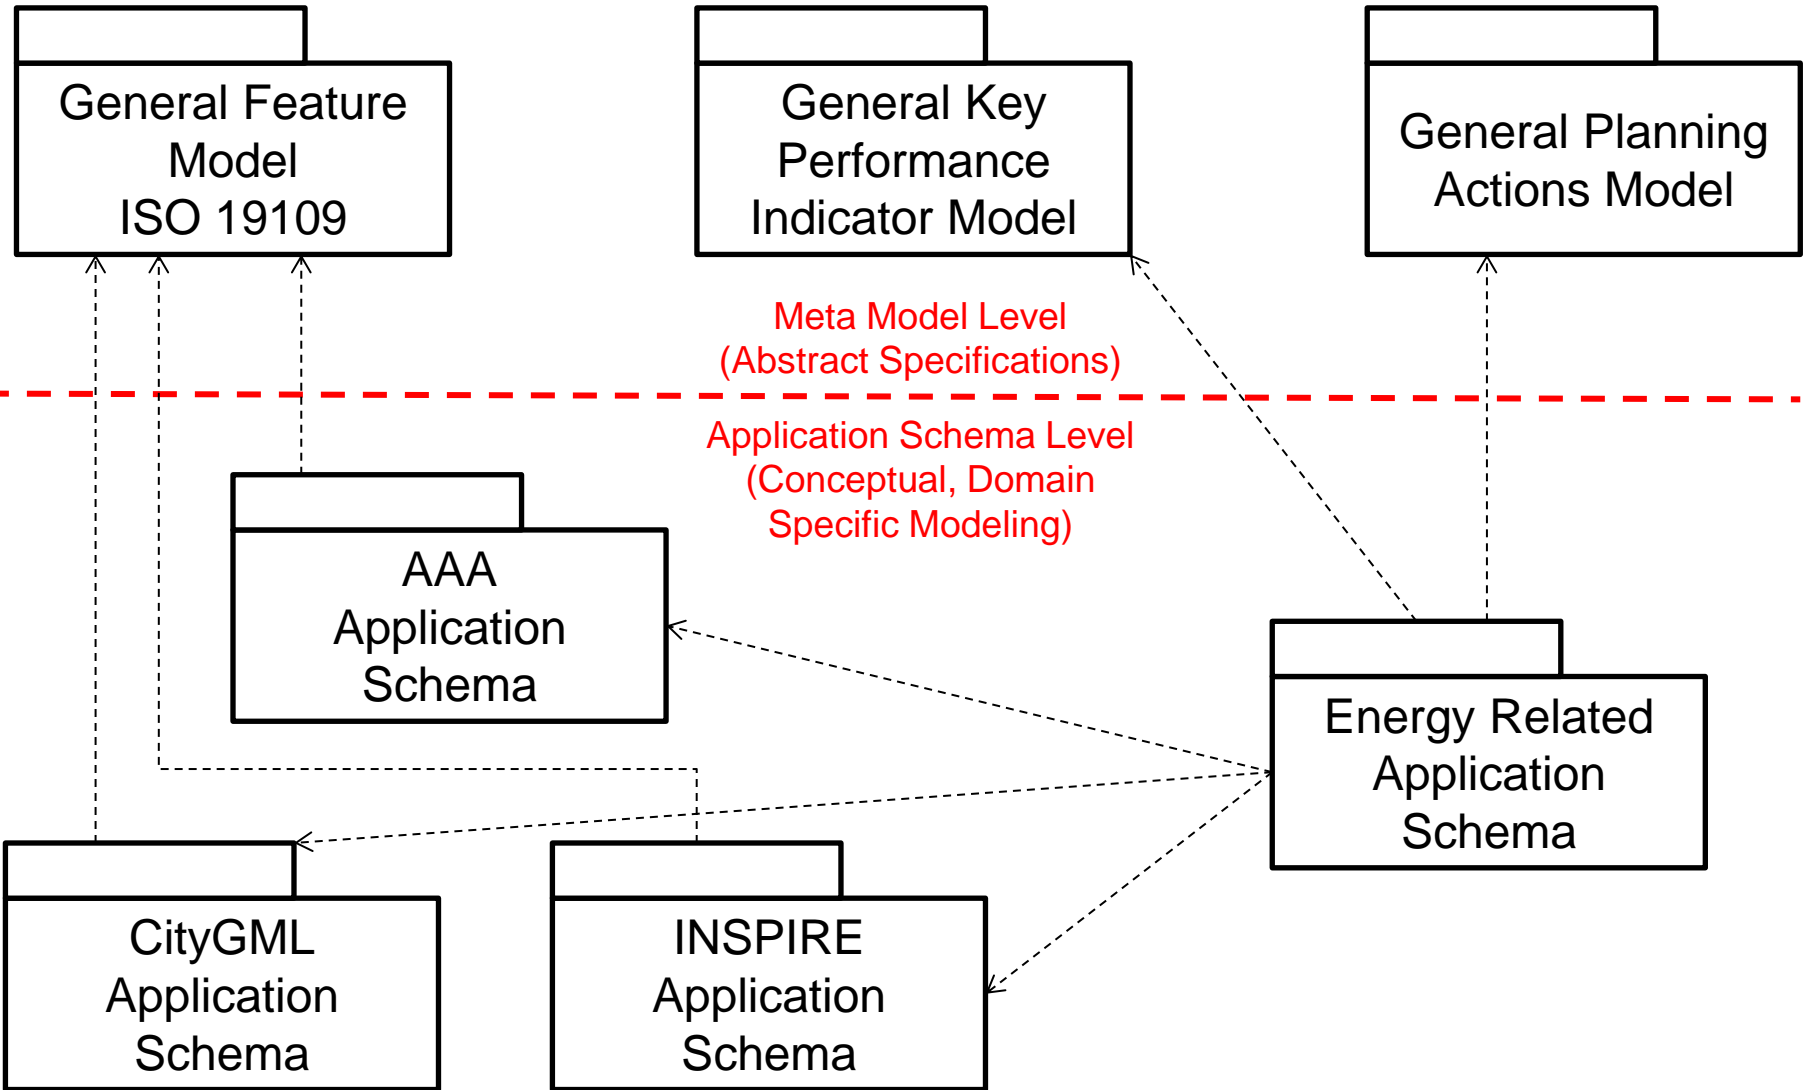 General Feature
Model
ISO 19109
General Key
Performance
Indicator Model
General Planning
Actions Model
Meta Model Level
(Abstract Specifications)
Application Schema Level
(Conceptual, Domain
Specific Modeling)
AAA
Application
Schema
Energy Related
Application
Schema
CityGML
Application
Schema
INSPIRE
Application
Schema